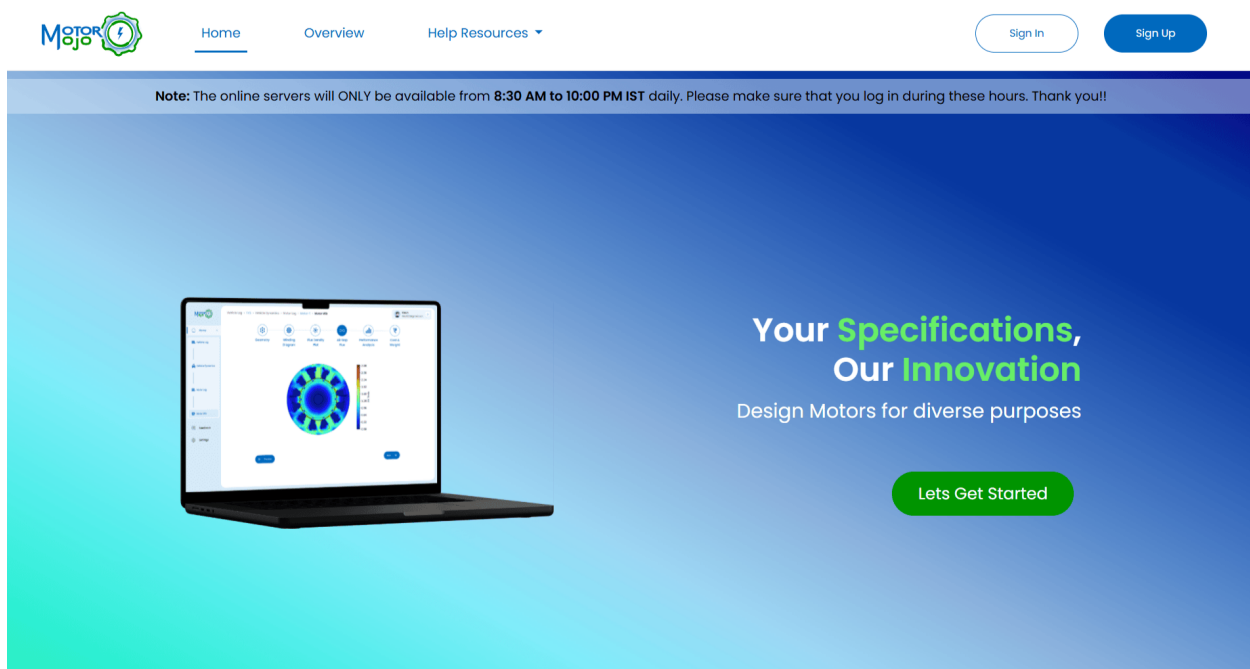 MOTOR
MOJO
Home
Overview
Help Resources
Sign In
Sign Up
Note: The online servers will ONLY be available from 8:30 AM to 10:00 PM IST daily. Please make sure that you log in during these hours. Thank you!!
Your Specifications,
Our Innovation
Design Motors for diverse purposes
Lets Get Started